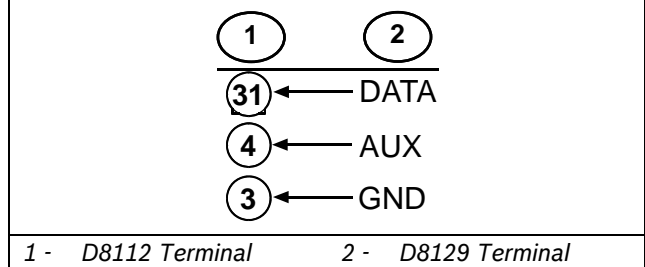 1 2
31 DATA
4 AUX
3 GND
1 - D8112 Terminal 2 - D8129 Terminal